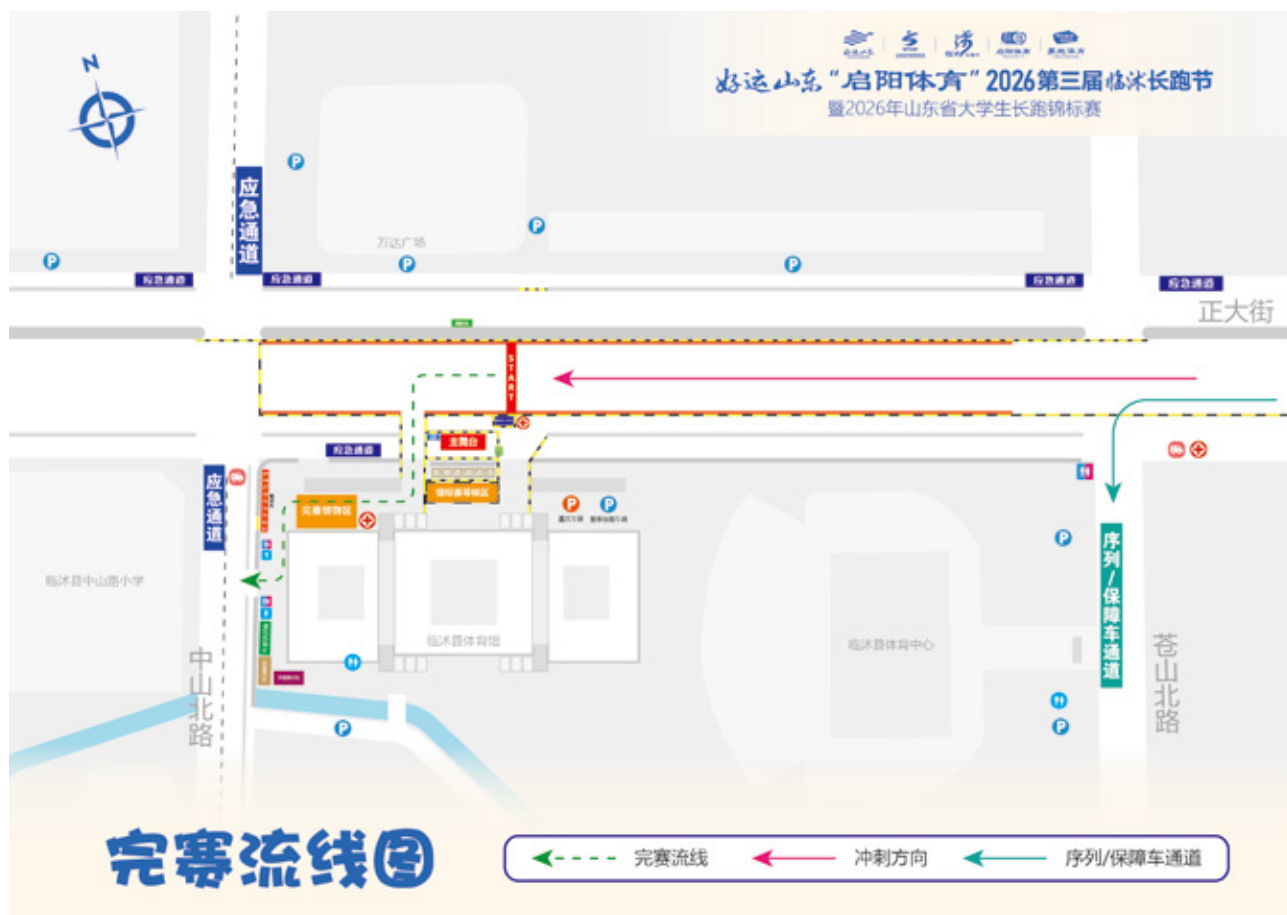 好运山东“启阳体育”2026第三届临沭长跑节
暨2026年山东省大学生长跑锦标赛
N
P
应急通道
P
万达广场
P
P
P
应急通道
应急通道
应急通道
应急通道
正大街
START
主舞台
应急通道
应急通道
完赛领物区
P
P
P
序列/保障车通道
临沭县中山路小学
临沭县体育馆
临沭县体育中心
中山北路
苍山北路
P
P
完赛流线图
完赛流线
冲刺方向
序列/保障车通道